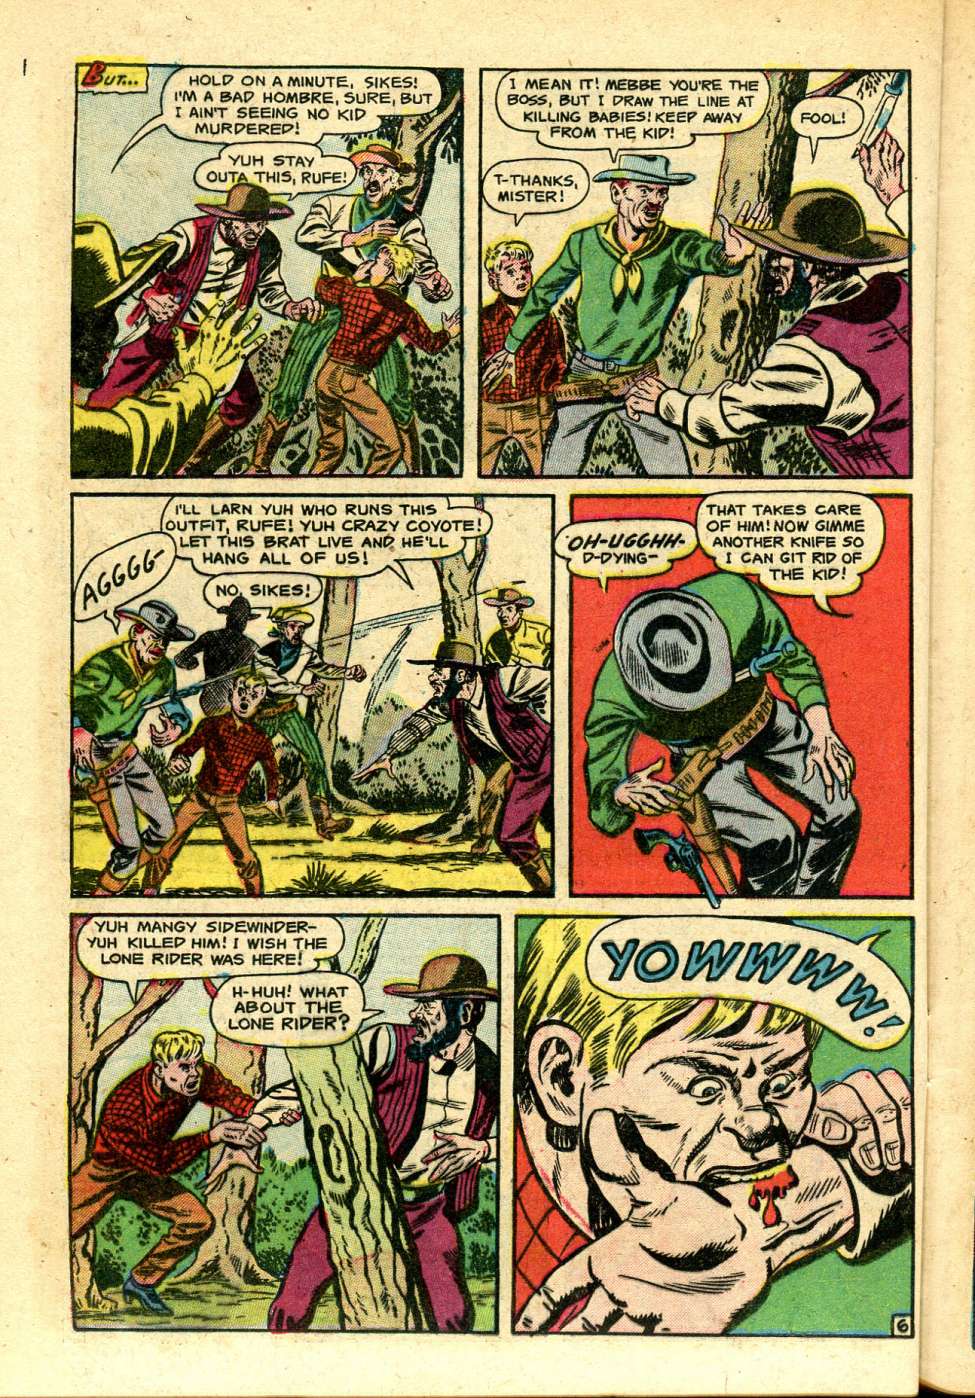 BUT...
HOLD ON A MINUTE, SIKES!
I'M A BAD HOMBRE, SURE, BUT
I AIN'T SEEING NO KID
MURDERED!
YUH STAY
OUTA THIS, RUFE!
I MEAN IT! MEBBE YOU'RE THE
BOSS, BUT I DRAW THE LINE AT
KILLING BABIES! KEEP AWAY
FROM THE KID!
T-THANKS,
MISTER!
FOOL!
AGGGG-
I'LL LARN YUH WHO RUNS THIS
OUTFIT, RUFE! YUH CRAZY COYOTE!
LET THIS BRAT LIVE AND HE'LL
HANG ALL OF US!
NO, SIKES!
OH-UGGHH-
D-DYING-
THAT TAKES CARE
OF HIM! NOW GIMME
ANOTHER KNIFE SO
I CAN GIT RID OF
THE KID!
YUH MANGY SIDEWINDER-
YUH KILLED HIM! I WISH THE
LONE RIDER WAS HERE!
H-HUH! WHAT
ABOUT THE
LONE RIDER?
YOWWWW!
6